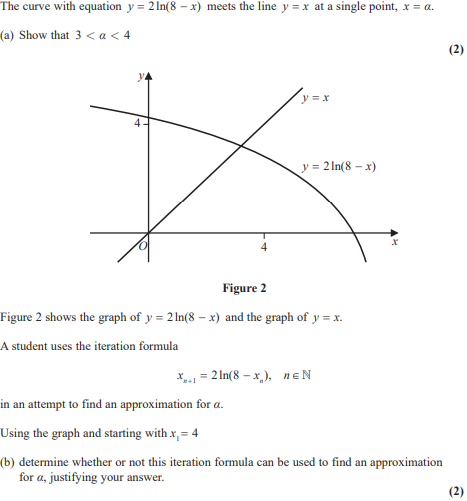 The curve with equation y = 2 ln(8 − x) meets the line y = x at a single point, x = α.
(a) Show that 3 < α < 4
(2)
y
y = x
4
y = 2 ln(8 − x)
O
4
x
Figure 2
Figure 2 shows the graph of y = 2 ln(8 − x) and the graph of y = x.
A student uses the iteration formula
xₙ₊₁ = 2 ln(8 − xₙ), n ∈ ℕ
in an attempt to find an approximation for α.
Using the graph and starting with x₁ = 4
(b) determine whether or not this iteration formula can be used to find an approximation
for α, justifying your answer.
(2)